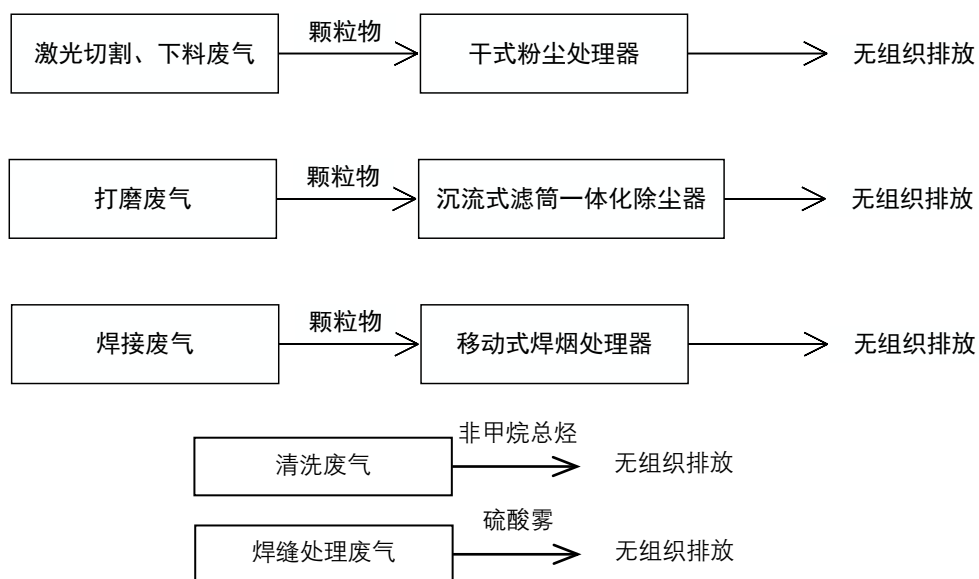 颗粒物
激光切割、下料废气
干式粉尘处理器
无组织排放
颗粒物
打磨废气
沉流式滤筒一体化除尘器
无组织排放
颗粒物
焊接废气
移动式焊烟处理器
无组织排放
非甲烷总烃
清洗废气
无组织排放
硫酸雾
焊缝处理废气
无组织排放